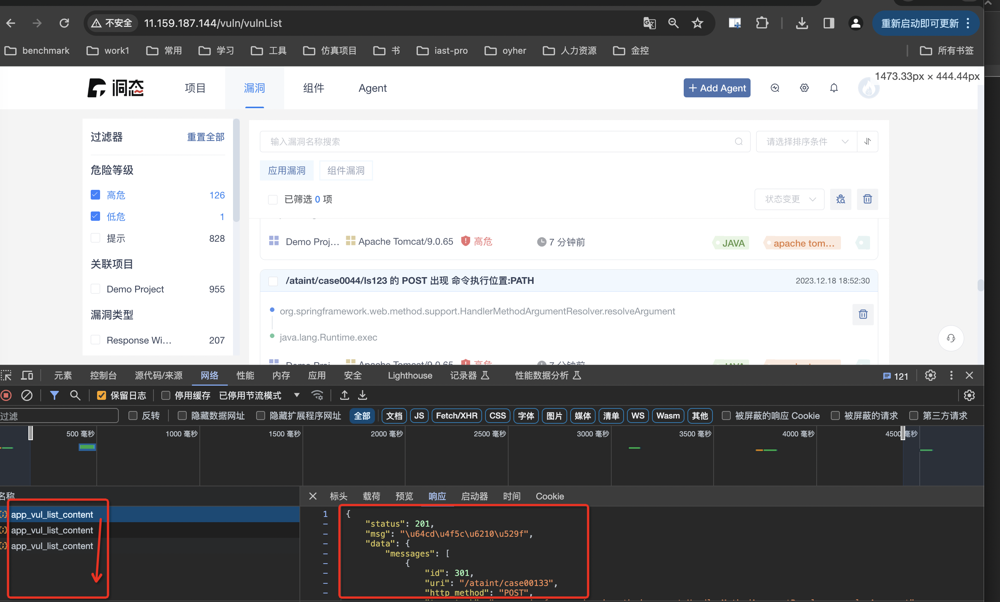 不安全 11.159.187.144/vuln/vulnList 重新启动即可更新
benchmark work1 常用 学习 工具 仿真项目 书 iast-pro oyher 人力资源 金控 所有书签
1473.33px × 444.44px
洞态 项目 漏洞 组件 Agent + Add Agent
过滤器 重置全部
输入漏洞名称搜索 请选择排序条件
危险等级
应用漏洞 组件漏洞
高危 126
已筛选 0 项 状态变更
低危 1
提示 828
Demo Proj... Apache Tomcat/9.0.65 高危 7 分钟前 JAVA apache tom...
关联项目
/ataint/case0044/ls123 的 POST 出现 命令执行位置:PATH 2023.12.18 18:52:30
Demo Project 955
org.springframework.web.method.support.HandlerMethodArgumentResolver.resolveArgument
漏洞类型
java.lang.Runtime.exec
Response Wi... 207
Demo Proj Apache Tomcat/9.0.65 高危 7 分钟前 JAVA
元素 控制台 源代码/来源 网络 性能 内存 应用 安全 Lighthouse 记录器 性能数据分析 121
保留日志 停用缓存 已停用节流模式
过滤 反转 隐藏数据网址 隐藏扩展程序网址 全部 文档 JS Fetch/XHR CSS 字体 图片 媒体 清单 WS Wasm 其他 被屏蔽的响应 Cookie 被屏蔽的请求 第三方请求
500 毫秒 1000 毫秒 1500 毫秒 2000 毫秒 2500 毫秒 3000 毫秒 3500 毫秒 4000 毫秒 4500 毫秒
名称 标头 载荷 预览 响应 启动器 时间 Cookie
app_vul_list_content
app_vul_list_content
app_vul_list_content
1 {
"status": 201,
"msg": "\u64cd\u4f5c\u6210\u529f",
"data": {
"messages": [
{
"id": 301,
"uri": "/ataint/case00133",
"http_method": "POST",